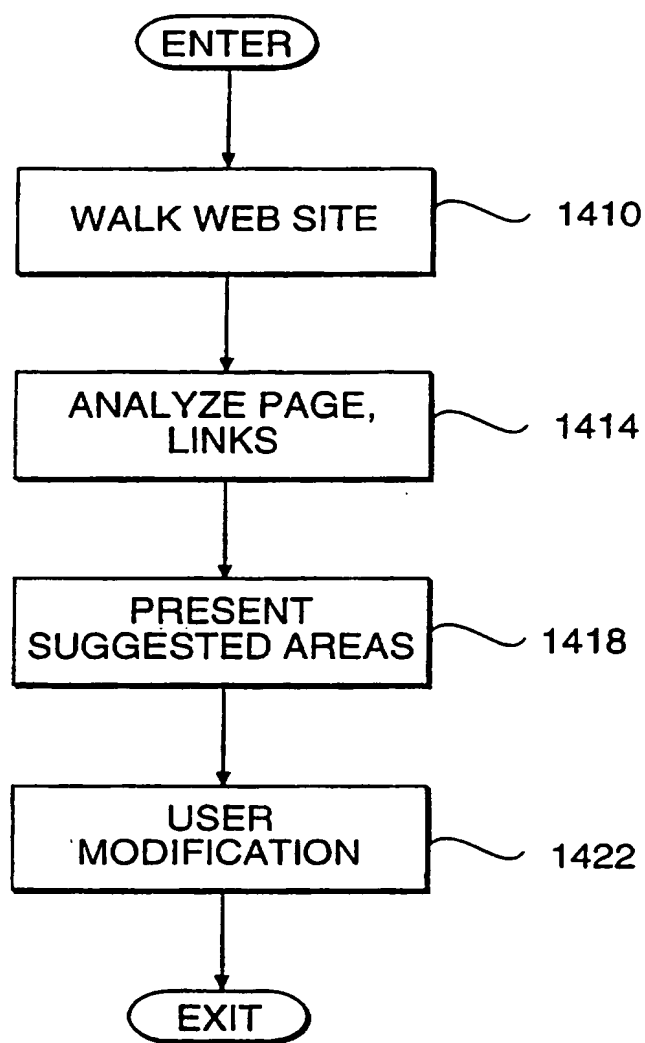 ENTER
WALK WEB SITE
1410
ANALYZE PAGE,
LINKS
1414
PRESENT
SUGGESTED AREAS
1418
USER
MODIFICATION
1422
EXIT